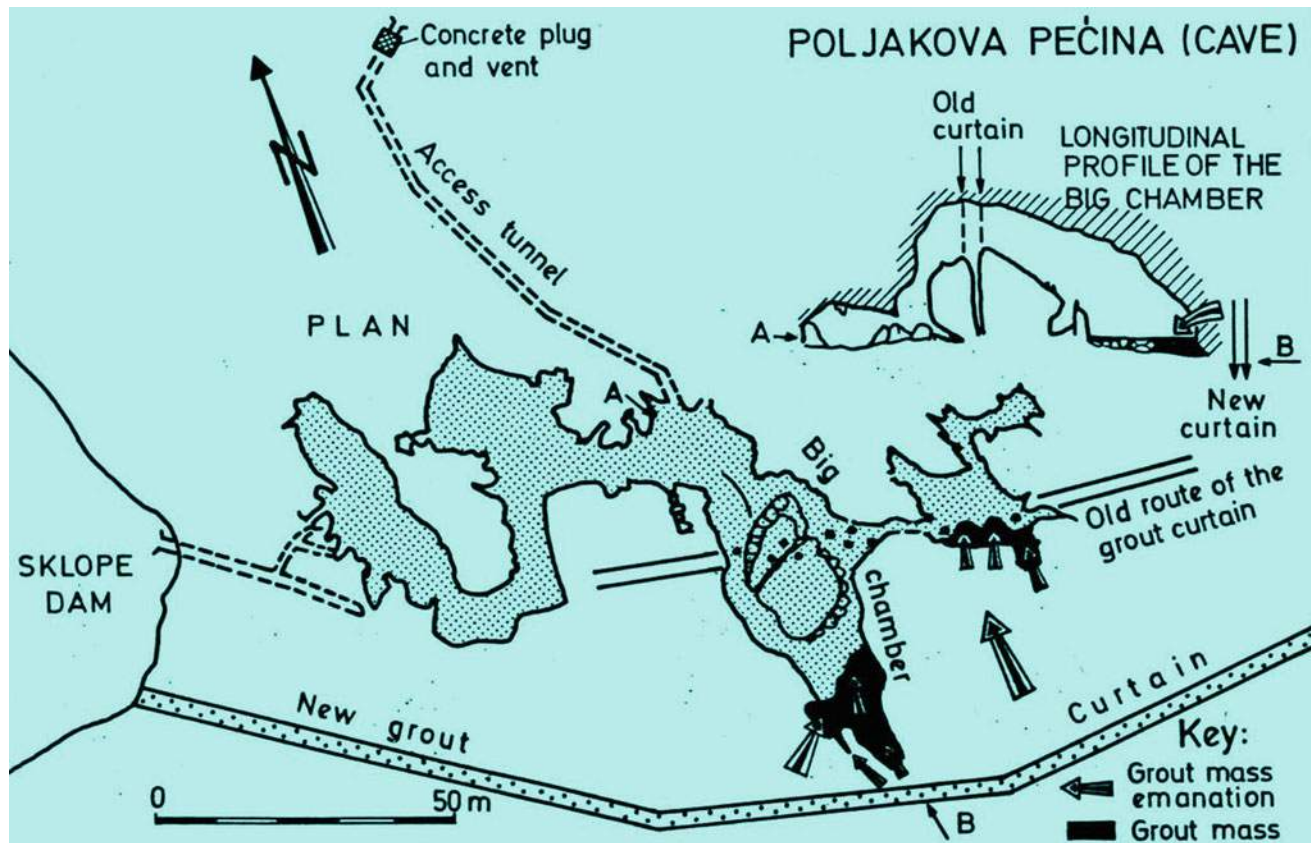 POLJAKOVA PEĆINA (CAVE)
Concrete plug
and vent
Old
curtain
LONGITUDINAL
PROFILE OF THE
BIG CHAMBER
Access tunnel
N
PLAN
A
B
New
curtain
A
Big
chamber
Old route of the
grout curtain
SKLOPE
DAM
New grout
Curtain
0 50 m
B
Key:
Grout mass
emanation
Grout mass